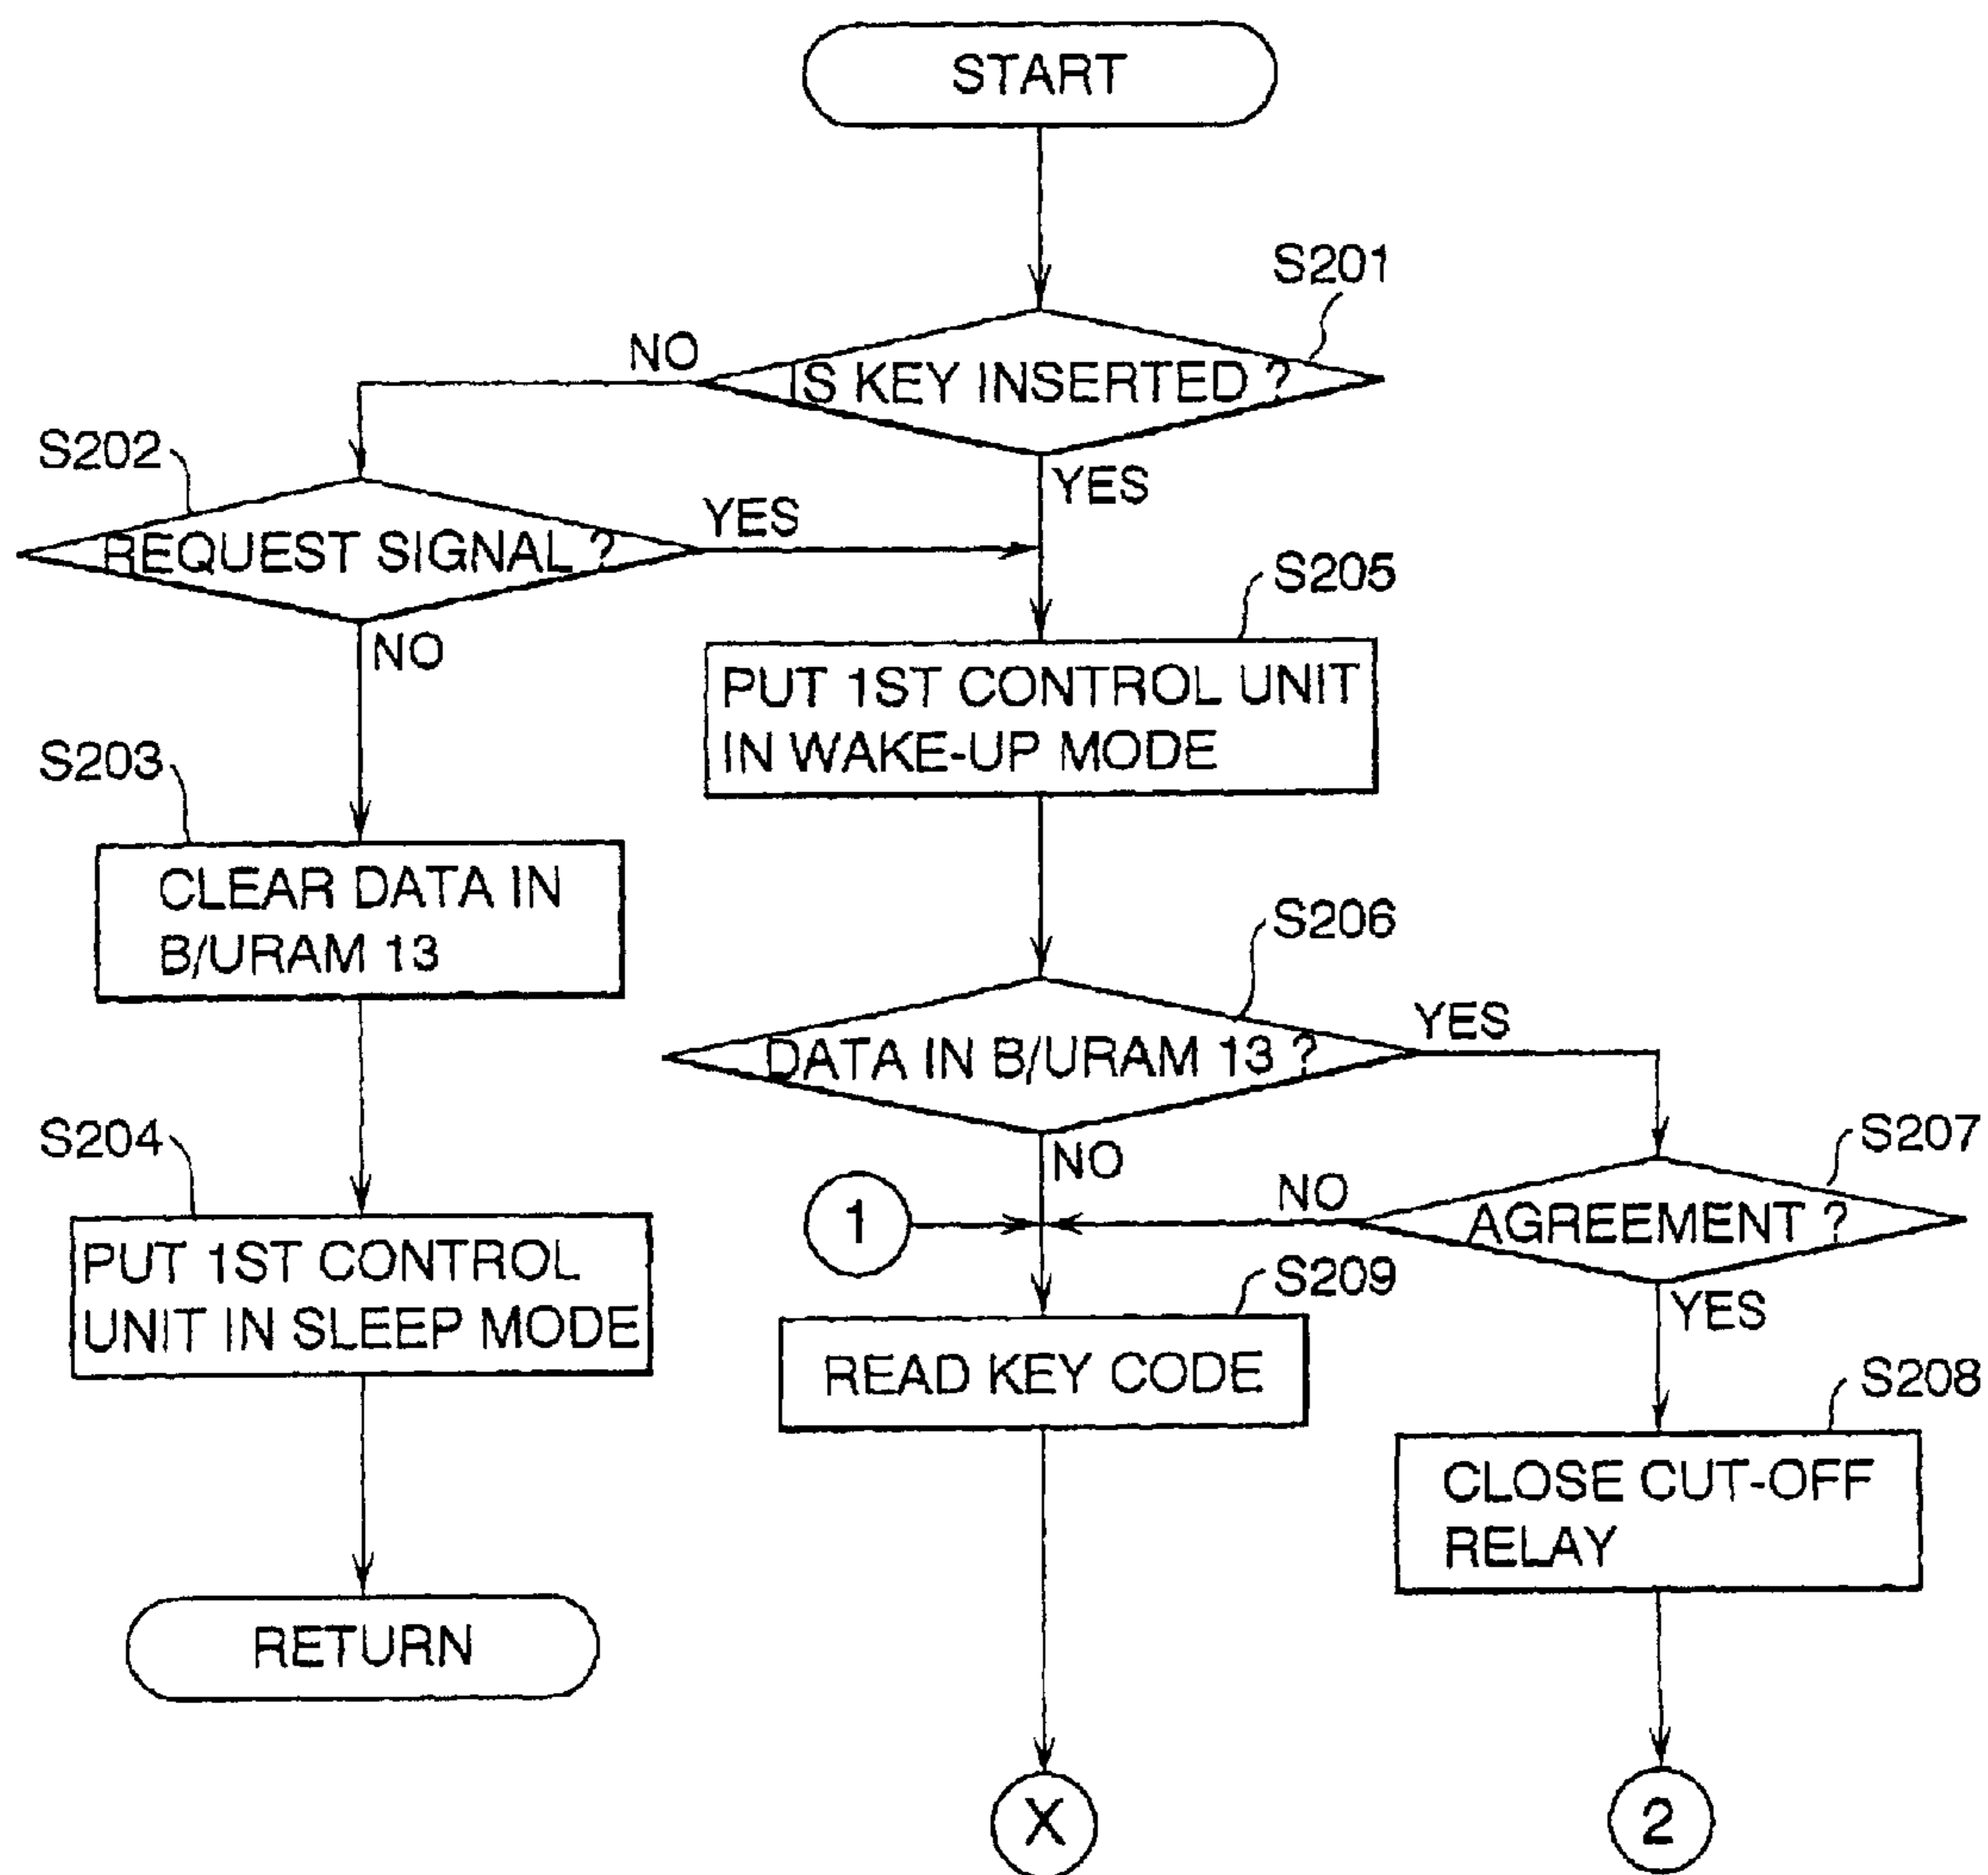 START
S201
NO
IS KEY INSERTED ?
S202
YES
YES
REQUEST SIGNAL ?
S205
NO
PUT 1ST CONTROL UNIT
IN WAKE-UP MODE
S203
CLEAR DATA IN
B/URAM 13
S206
YES
DATA IN B/URAM 13 ?
S204
S207
NO
NO
1
AGREEMENT ?
PUT 1ST CONTROL
UNIT IN SLEEP MODE
S209
YES
READ KEY CODE
S208
CLOSE CUT-OFF
RELAY
RETURN
X
2